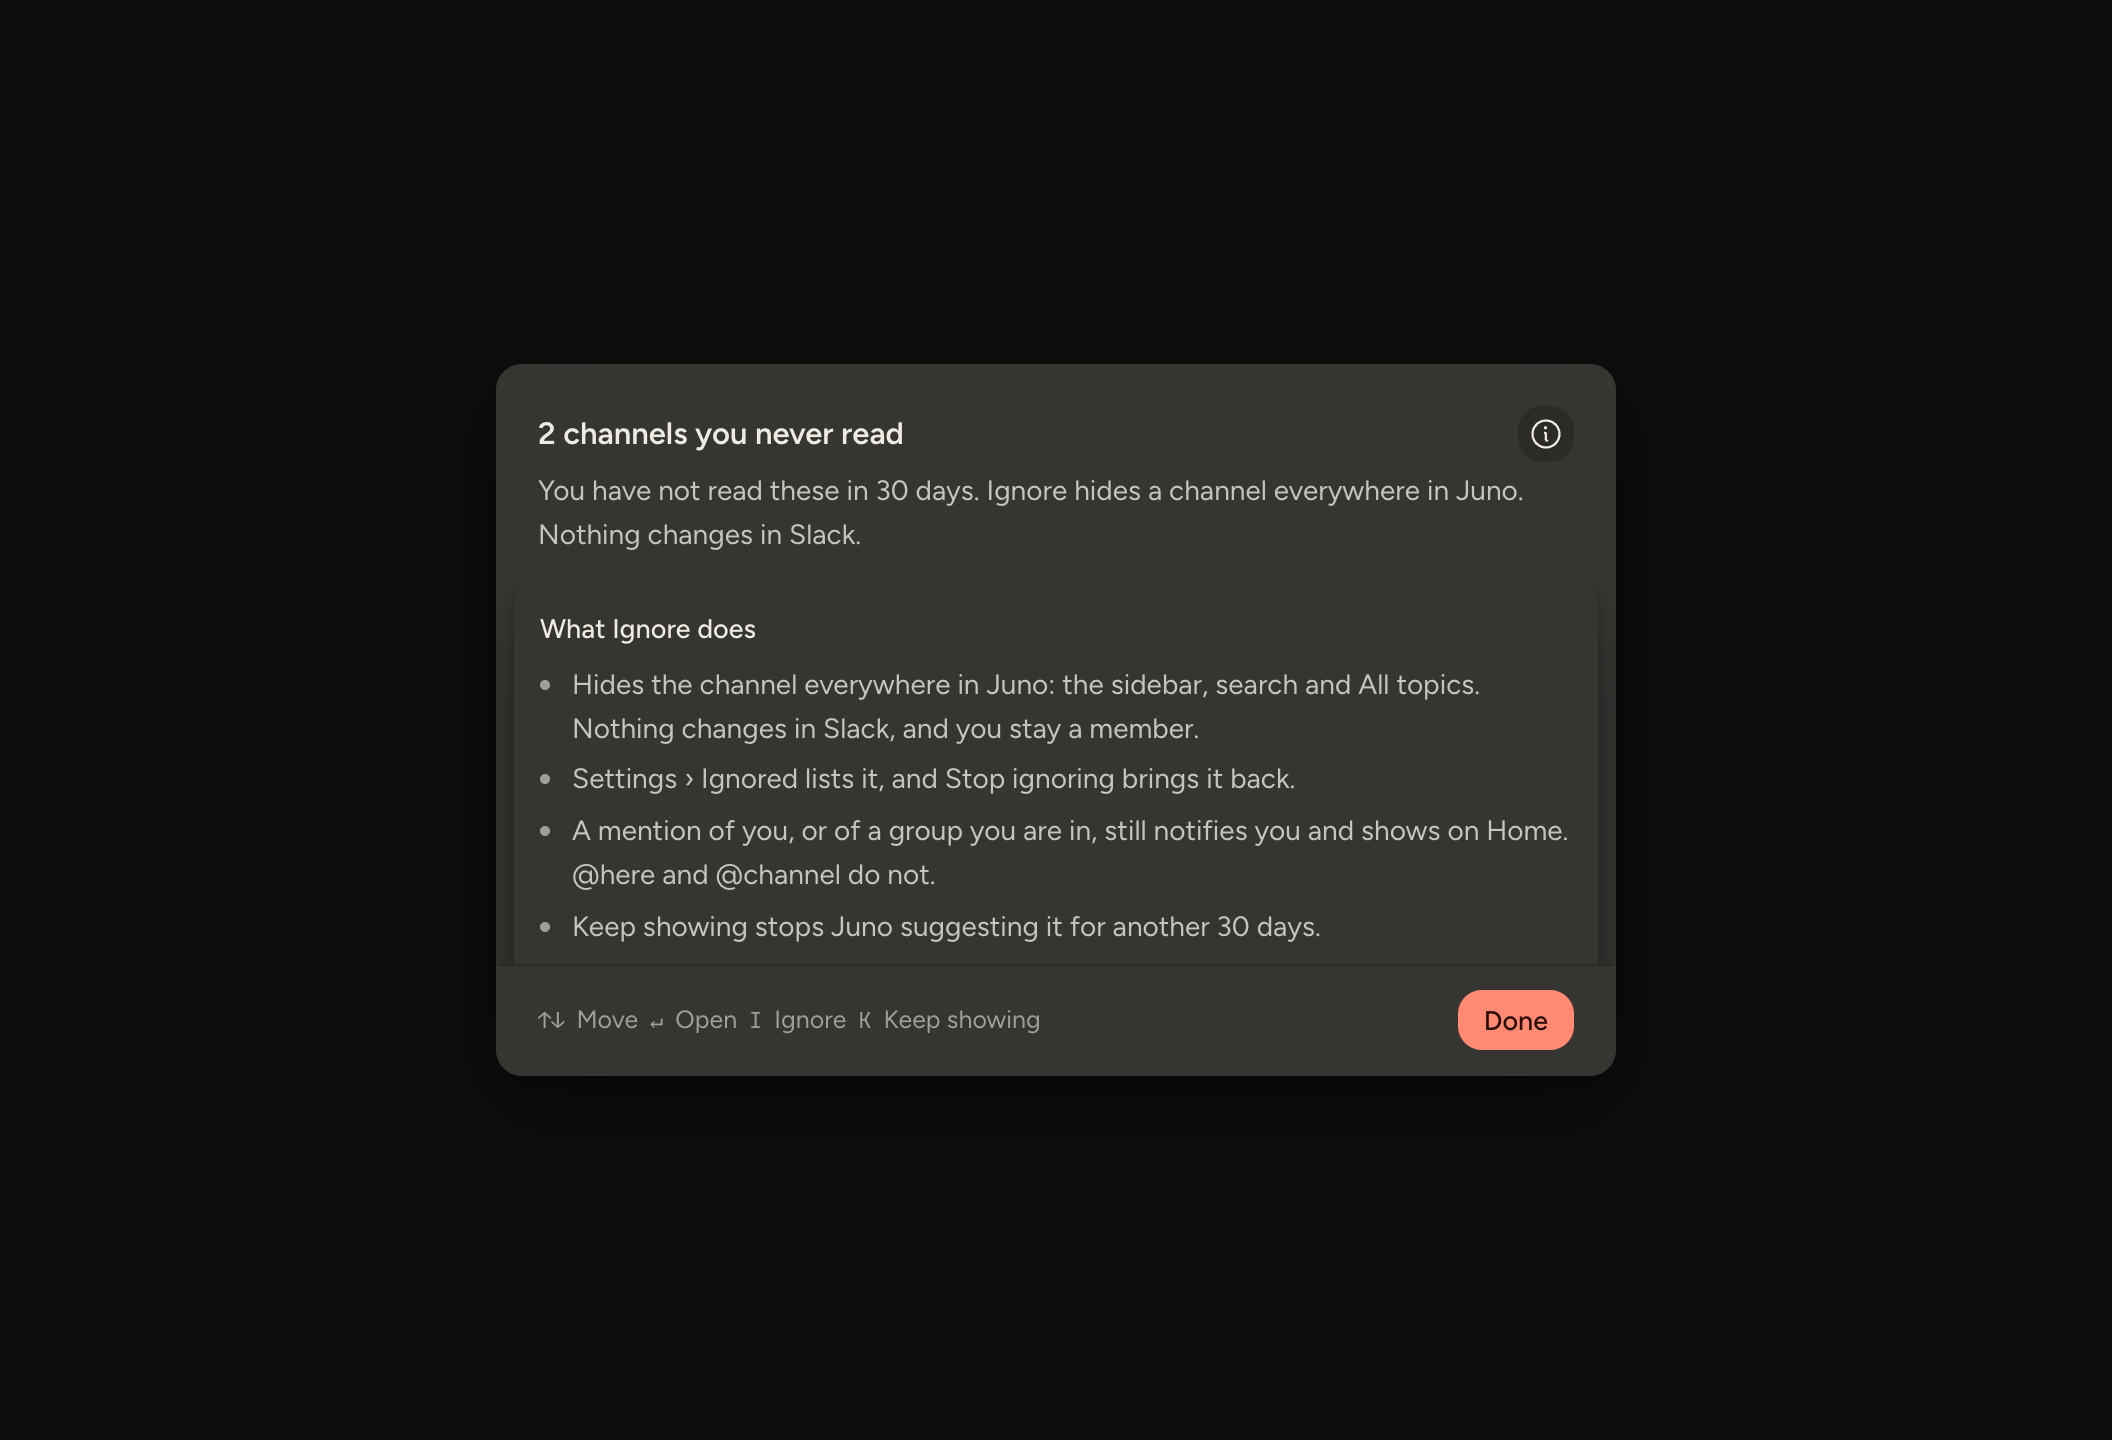 2 channels you never read
You have not read these in 30 days. Ignore hides a channel everywhere in Juno.
Nothing changes in Slack.
What Ignore does
Hides the channel everywhere in Juno: the sidebar, search and All topics.
Nothing changes in Slack, and you stay a member.
Settings › Ignored lists it, and Stop ignoring brings it back.
A mention of you, or of a group you are in, still notifies you and shows on Home.
@here and @channel do not.
Keep showing stops Juno suggesting it for another 30 days.
↑↓ Move ↵ Open I Ignore K Keep showing
Done